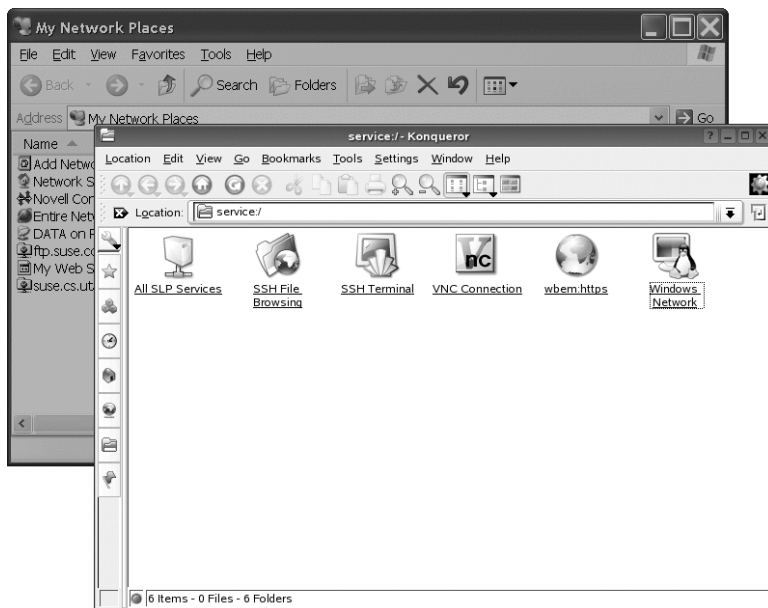 My Network Places
File Edit View Favorites Tools Help
Back Search Folders
Address My Network Places Go
Name
Add Netwo
Network S
Novell Con
Entire Net
DATA on
ftp.suse.co
My Web S
suse.cs.ut
service:/ - Konqueror
Location Edit View Go Bookmarks Tools Settings Window Help
Location: service:/
All SLP Services
SSH File Browsing
SSH Terminal
VNC Connection
wbem:https
Windows Network
6 Items - 0 Files - 6 Folders